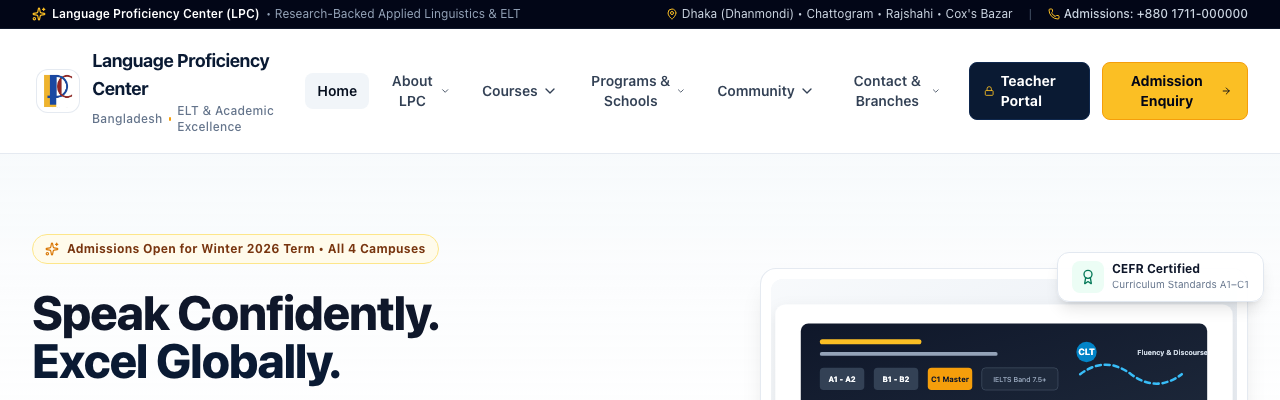 Language Proficiency Center (LPC) • Research-Backed Applied Linguistics & ELT
Dhaka (Dhanmondi) • Chattogram • Rajshahi • Cox's Bazar | Admissions: +880 1711-000000
Language Proficiency
Center
Bangladesh • ELT & Academic
Excellence
Home
About
LPC
Courses
Programs &
Schools
Community
Contact &
Branches
Teacher
Portal
Admission
Enquiry
Admissions Open for Winter 2026 Term • All 4 Campuses
Speak Confidently.
Excel Globally.
CEFR Certified
Curriculum Standards A1–C1
CLT
Fluency & Discourse
A1 - A2
B1 - B2
C1 Master
IELTS Band 7.5+